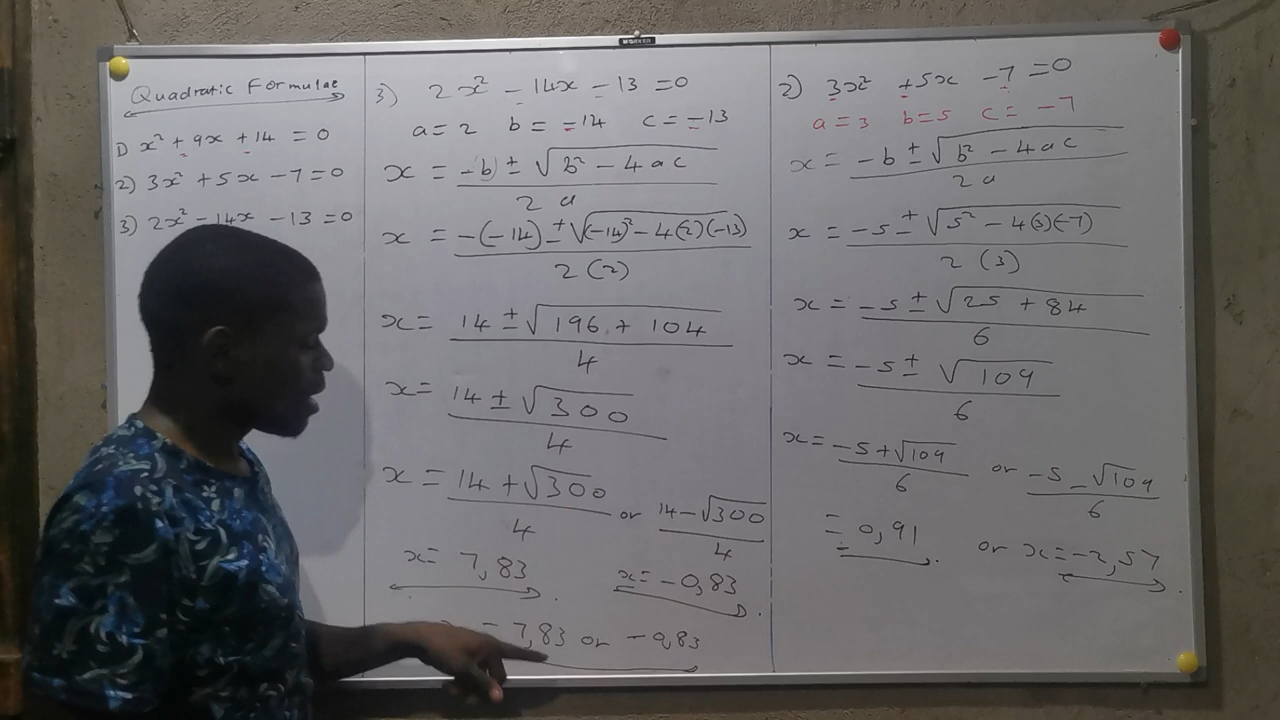 Quadratic Formulae
1) x² + 9x + 14 = 0
2) 3x² + 5x - 7 = 0
3) 2x² - 14x - 13 = 0
3) 2x² - 14x - 13 = 0
a = 2 b = -14 c = -13
x = -b ± √(b² - 4ac) / 2a
x = -(-14) ± √((-14)² - 4(2)(-13)) / 2(2)
x = 14 ± √(196 + 104) / 4
x = 14 ± √300 / 4
x = 14 + √300 / 4 or 14 - √300 / 4
x = 7,83 x = -0,83
= 7,83 or -0,83
2) 3x² + 5x - 7 = 0
a = 3 b = 5 c = -7
x = -b ± √(b² - 4ac) / 2a
x = -5 ± √(5² - 4(3)(-7)) / 2(3)
x = -5 ± √(25 + 84) / 6
x = -5 ± √109 / 6
x = -5 + √109 / 6 or -5 - √109 / 6
= 0,91 or x = -2,57